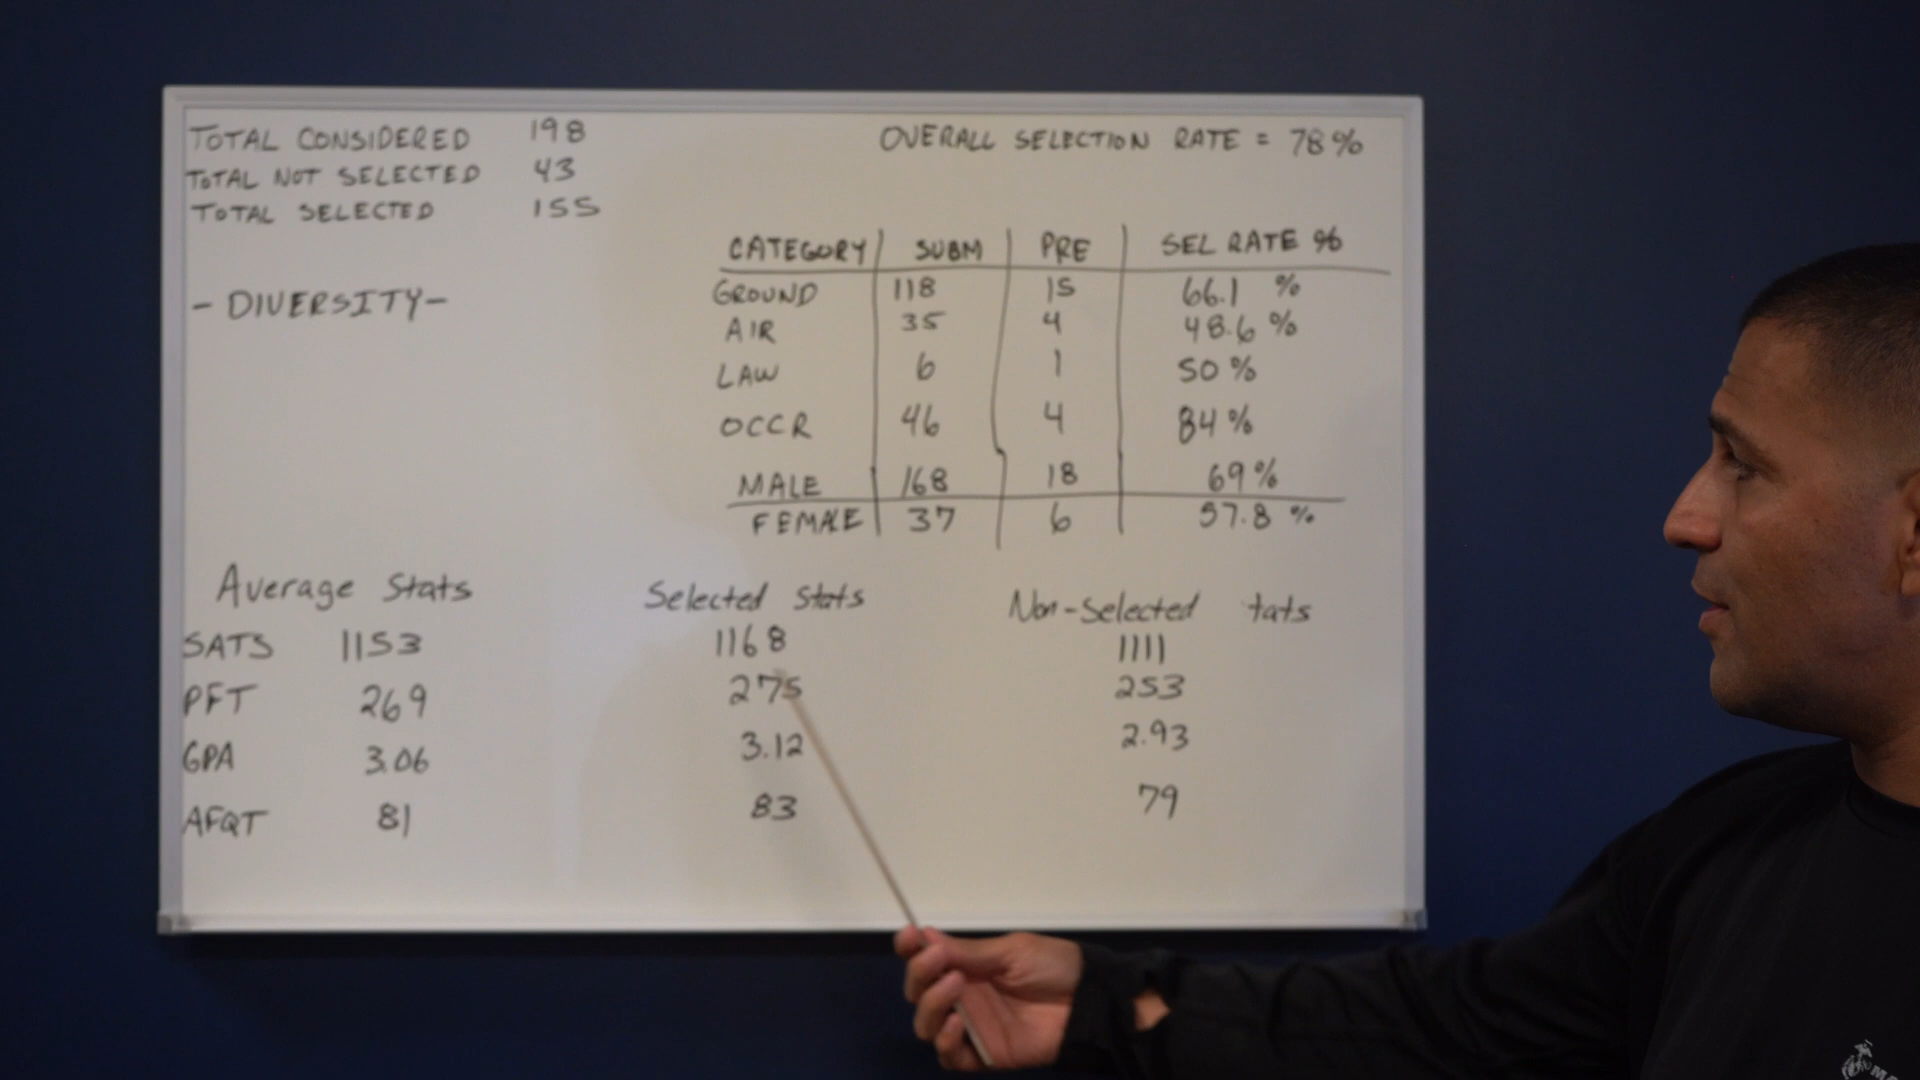 TOTAL CONSIDERED 198
TOTAL NOT SELECTED 43
TOTAL SELECTED 155
OVERALL SELECTION RATE = 78%
- DIVERSITY -
CATEGORY SUBM PRE SEL RATE %
GROUND 118 15 66.1 %
AIR 35 4 48.6 %
LAW 6 1 50 %
OCCR 46 4 84 %
MALE 168 18 69 %
FEMALE 37 6 57.8 %
Average Stats
SATS 1153
PFT 269
GPA 3.06
AFQT 81
Selected Stats
1168
275
3.12
83
Non-Selected tats
1111
253
2.93
79